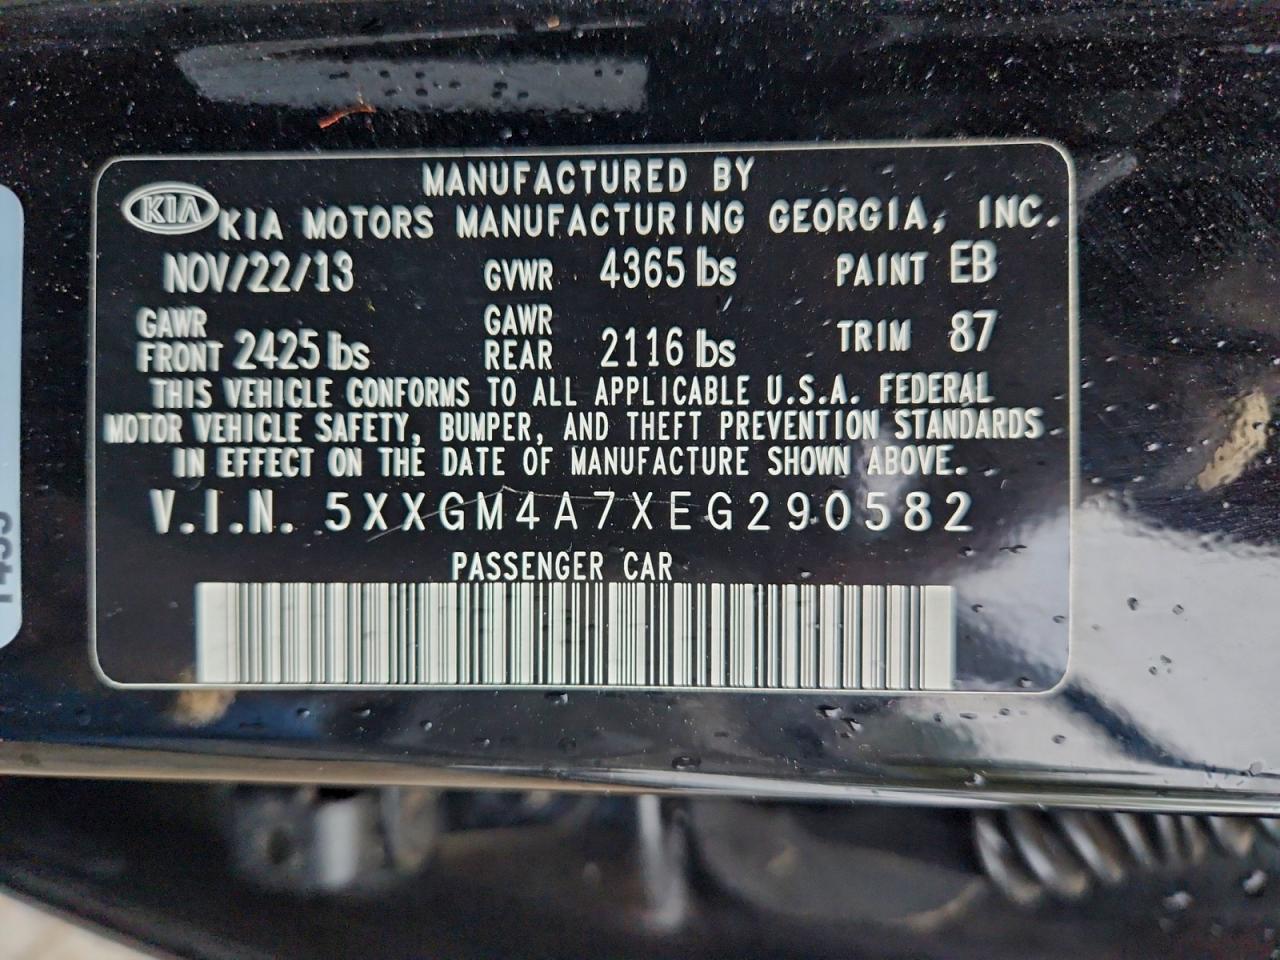 MANUFACTURED BY
KIA KIA MOTORS MANUFACTURING GEORGIA, INC.
NOV/22/13 GVWR 4365 lbs PAINT EB
GAWR FRONT 2425 lbs GAWR REAR 2116 lbs TRIM 87
THIS VEHICLE CONFORMS TO ALL APPLICABLE U.S.A. FEDERAL
MOTOR VEHICLE SAFETY, BUMPER, AND THEFT PREVENTION STANDARDS
IN EFFECT ON THE DATE OF MANUFACTURE SHOWN ABOVE.
V.I.N. 5XXGM4A7XEG290582
PASSENGER CAR